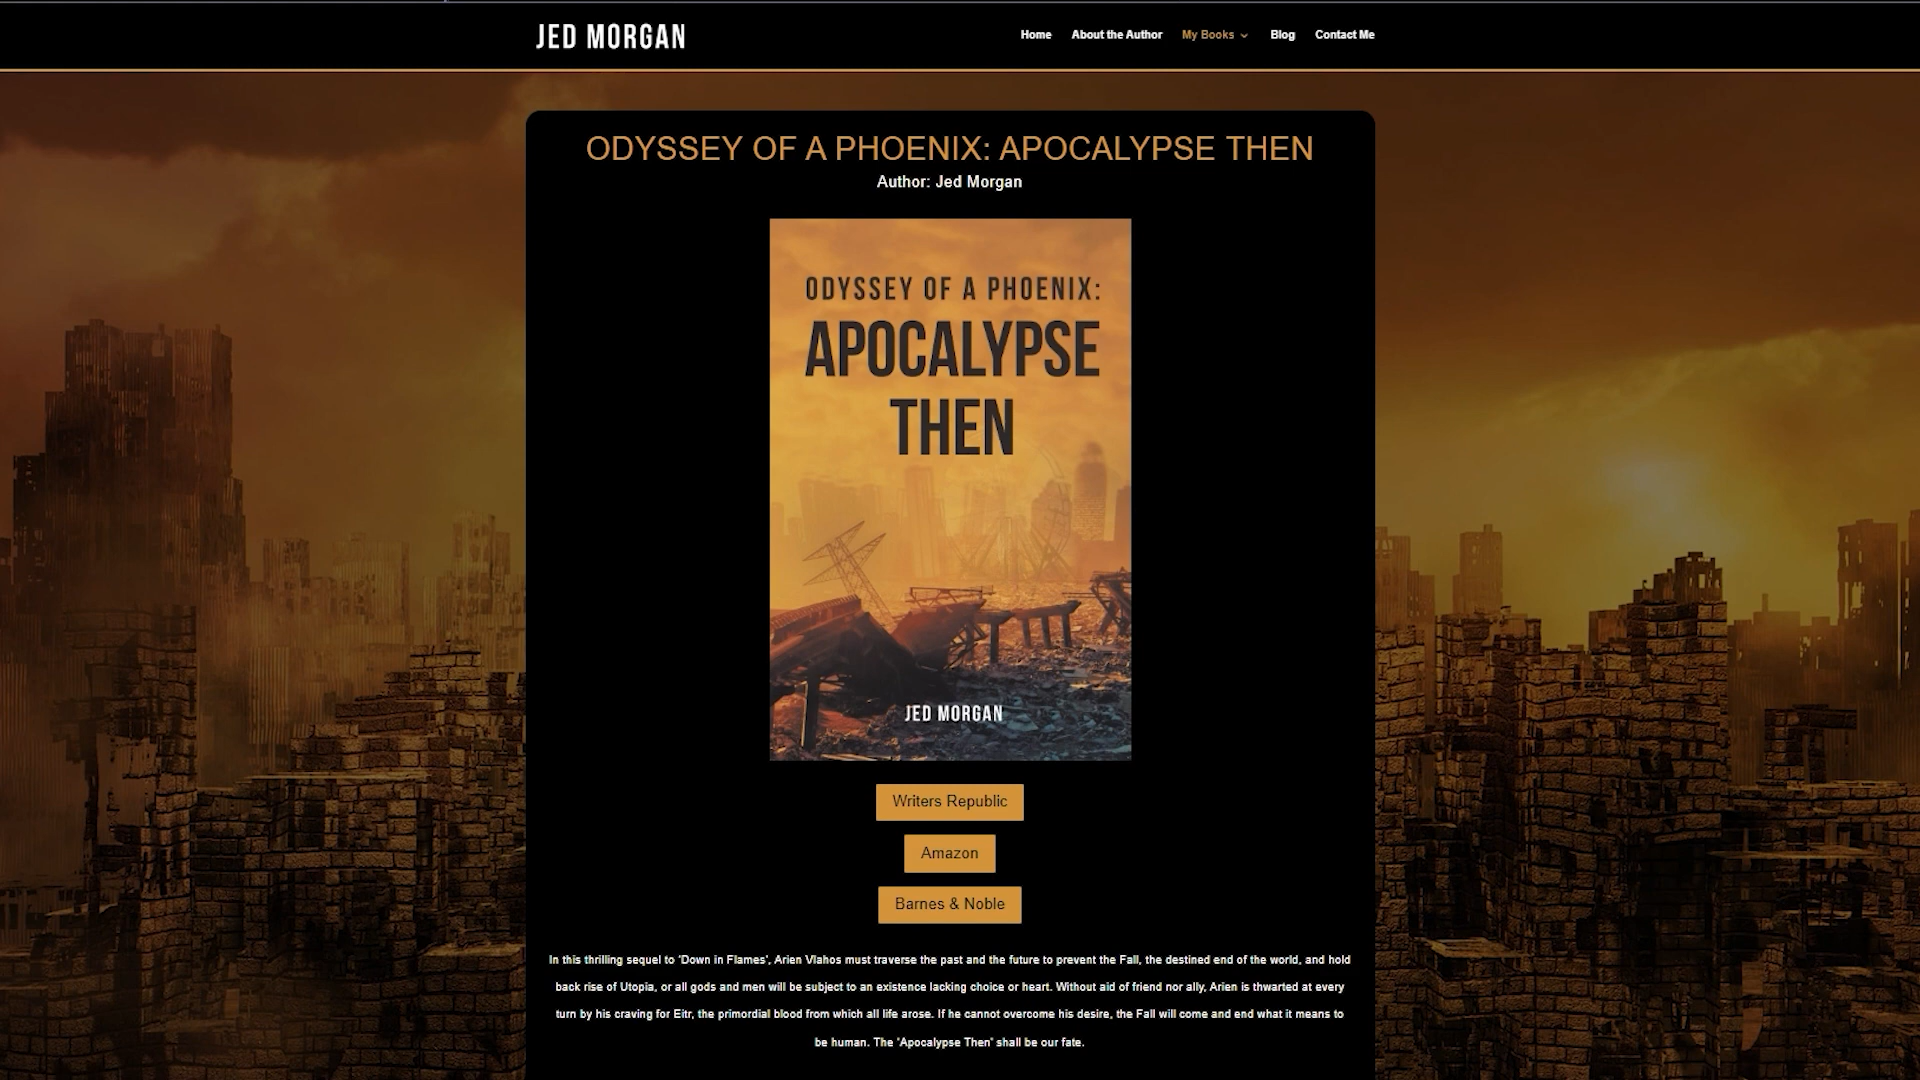 JED MORGAN
Home About the Author My Books Blog Contact Me
ODYSSEY OF A PHOENIX: APOCALYPSE THEN
Author: Jed Morgan
ODYSSEY OF A PHOENIX:
APOCALYPSE
THEN
JED MORGAN
Writers Republic
Amazon
Barnes & Noble
In this thrilling sequel to 'Down in Flames', Arien Vlahos must traverse the past and the future to prevent the Fall, the destined end of the world, and hold
back rise of Utopia, or all gods and men will be subject to an existence lacking choice or heart. Without aid of friend nor ally, Arien is thwarted at every
turn by his craving for Eitr, the primordial blood from which all life arose. If he cannot overcome his desire, the Fall will come and end what it means to
be human. The 'Apocalypse Then' shall be our fate.